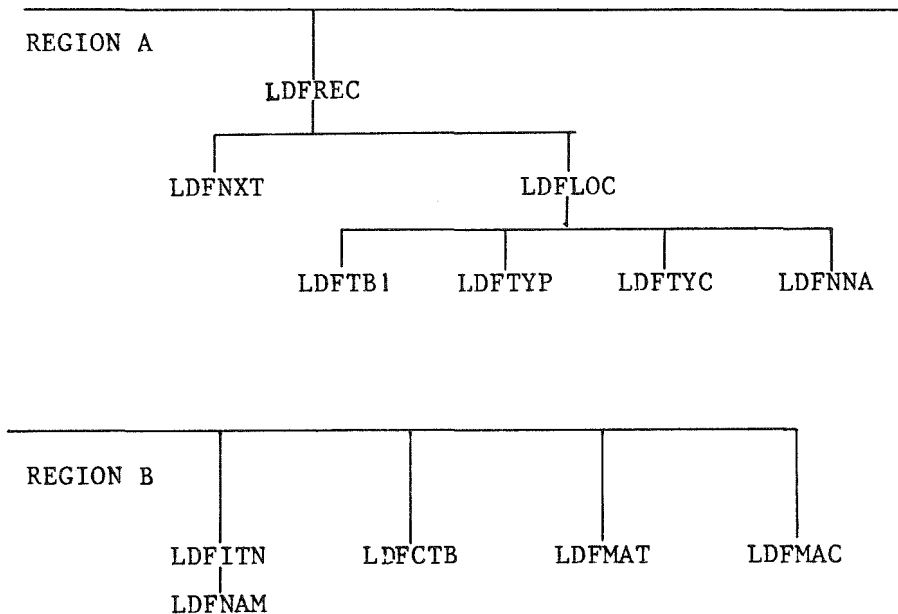 REGION A
LDFREC
LDFNXT LDFLOC
LDFTB1 LDFTYP LDFTYC LDFNNA
REGION B
LDFITN LDFCTB LDFMAT LDFMAC
LDFNAM